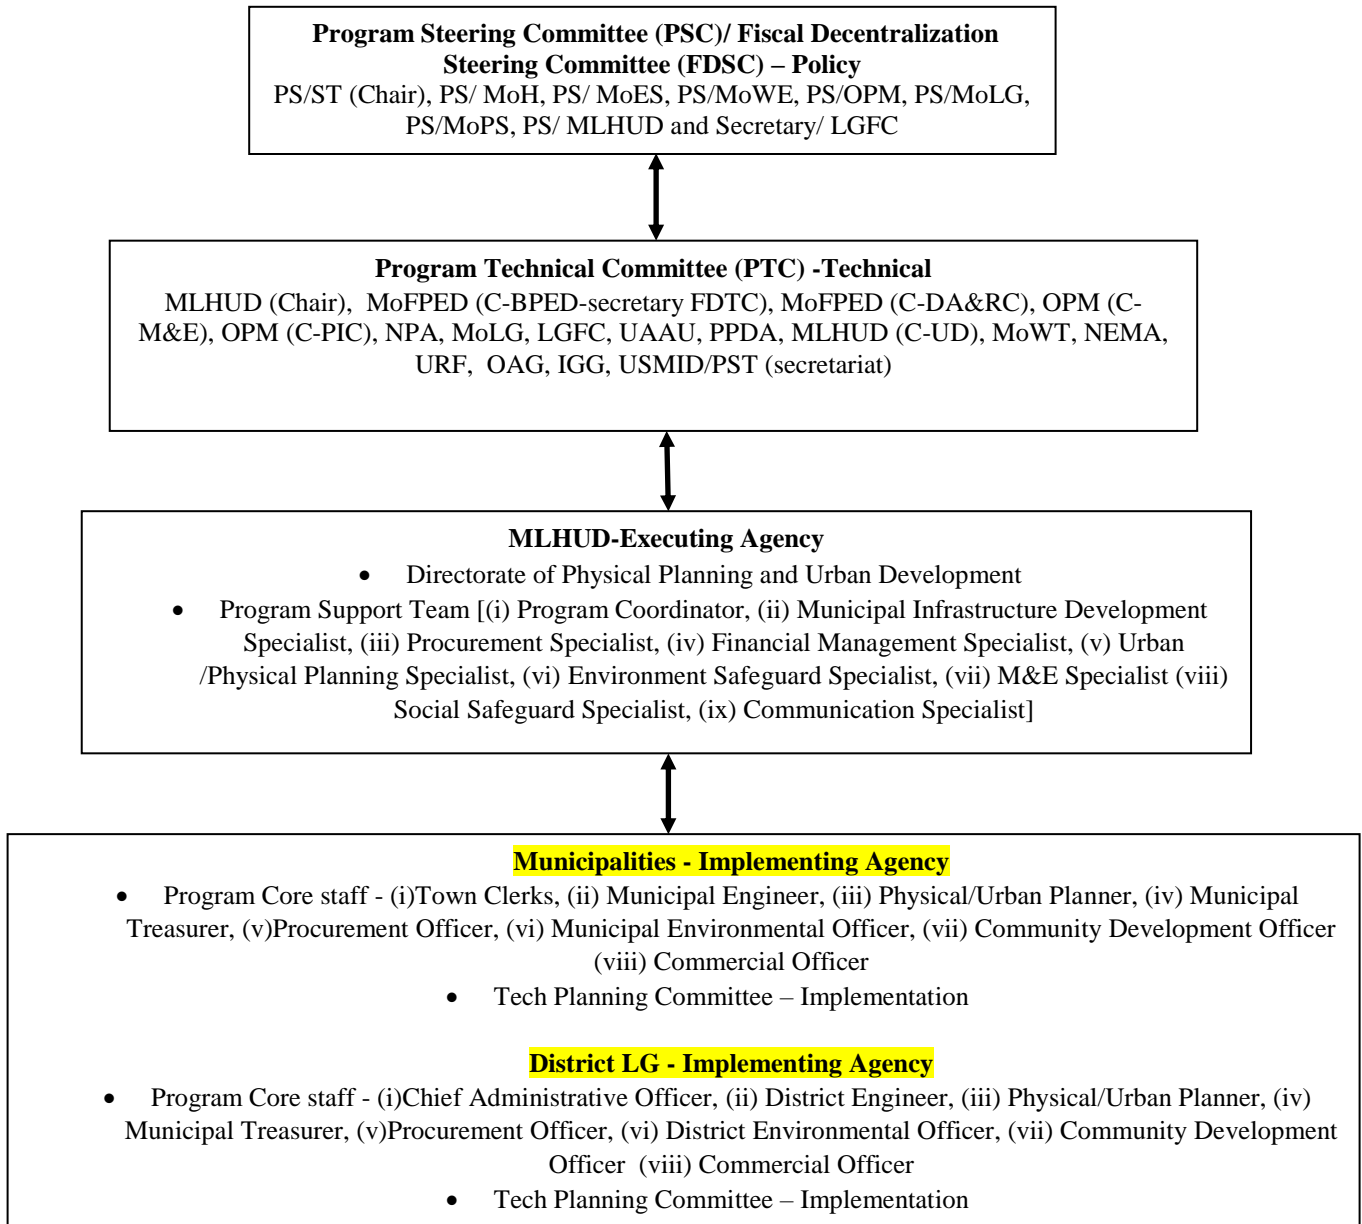 Program Steering Committee (PSC)/ Fiscal Decentralization
Steering Committee (FDSC) – Policy
PS/ST (Chair), PS/ MoH, PS/ MoES, PS/MoWE, PS/OPM, PS/MoLG,
PS/MoPS, PS/ MLHUD and Secretary/ LGFC
Program Technical Committee (PTC) -Technical
MLHUD (Chair), MoFPED (C-BPED-secretary FDTC), MoFPED (C-DA&RC), OPM (C-
M&E), OPM (C-PIC), NPA, MoLG, LGFC, UAAU, PPDA, MLHUD (C-UD), MoWT, NEMA,
URF, OAG, IGG, USMID/PST (secretariat)
MLHUD-Executing Agency
• Directorate of Physical Planning and Urban Development
• Program Support Team [(i) Program Coordinator, (ii) Municipal Infrastructure Development
Specialist, (iii) Procurement Specialist, (iv) Financial Management Specialist, (v) Urban
/Physical Planning Specialist, (vi) Environment Safeguard Specialist, (vii) M&E Specialist (viii)
Social Safeguard Specialist, (ix) Communication Specialist]
Municipalities - Implementing Agency
• Program Core staff - (i)Town Clerks, (ii) Municipal Engineer, (iii) Physical/Urban Planner, (iv) Municipal
Treasurer, (v)Procurement Officer, (vi) Municipal Environmental Officer, (vii) Community Development Officer
(viii) Commercial Officer
• Tech Planning Committee – Implementation
District LG - Implementing Agency
• Program Core staff - (i)Chief Administrative Officer, (ii) District Engineer, (iii) Physical/Urban Planner, (iv)
Municipal Treasurer, (v)Procurement Officer, (vi) District Environmental Officer, (vii) Community Development
Officer (viii) Commercial Officer
• Tech Planning Committee – Implementation